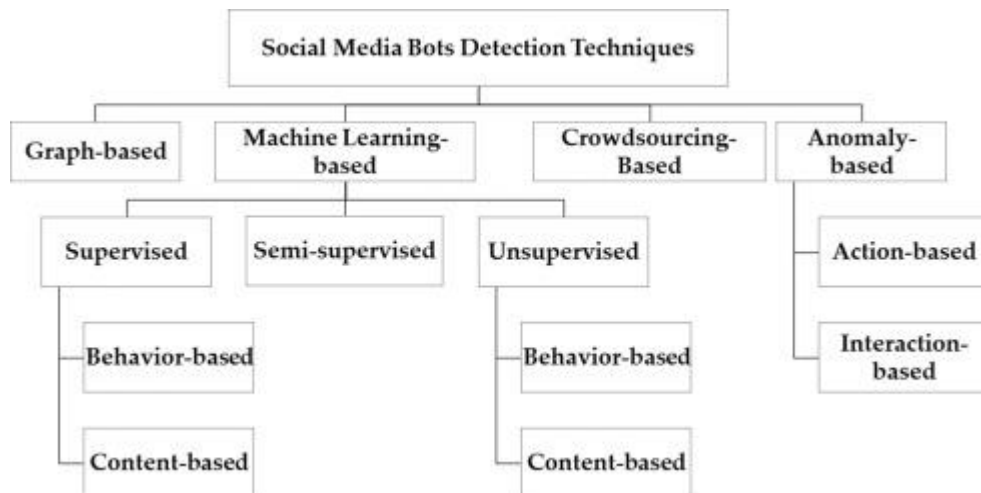 Social Media Bots Detection Techniques
Graph-based
Machine Learning-
based
Crowdsourcing-
Based
Anomaly-
based
Supervised
Semi-supervised
Unsupervised
Action-based
Behavior-based
Behavior-based
Interaction-
based
Content-based
Content-based